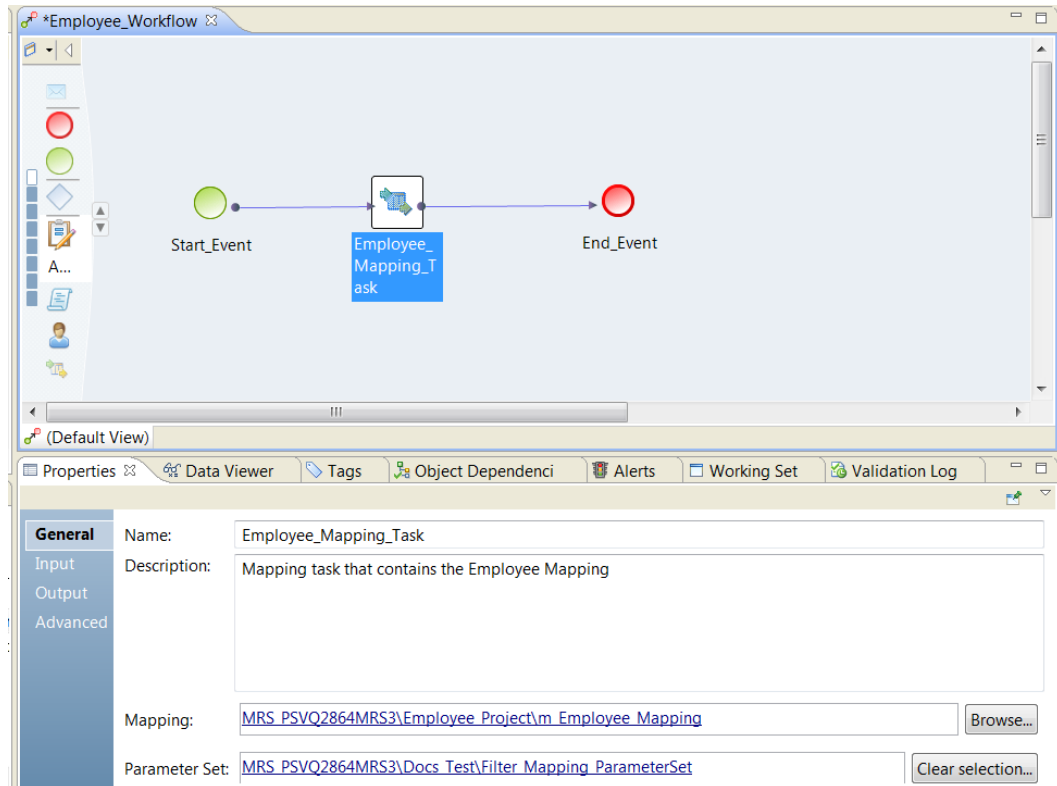 *Employee_Workflow
A...
Start_Event
Employee_
Mapping_T
ask
End_Event
(Default View)
Properties Data Viewer Tags Object Dependenci Alerts Working Set Validation Log
General
Name: Employee_Mapping_Task
Input
Description: Mapping task that contains the Employee Mapping
Output
Advanced
Mapping: MRS_PSVQ2864MRS3\Employee_Project\m_Employee_Mapping Browse...
Parameter Set: MRS_PSVQ2864MRS3\Docs_Test\Filter_Mapping_ParameterSet Clear selection...